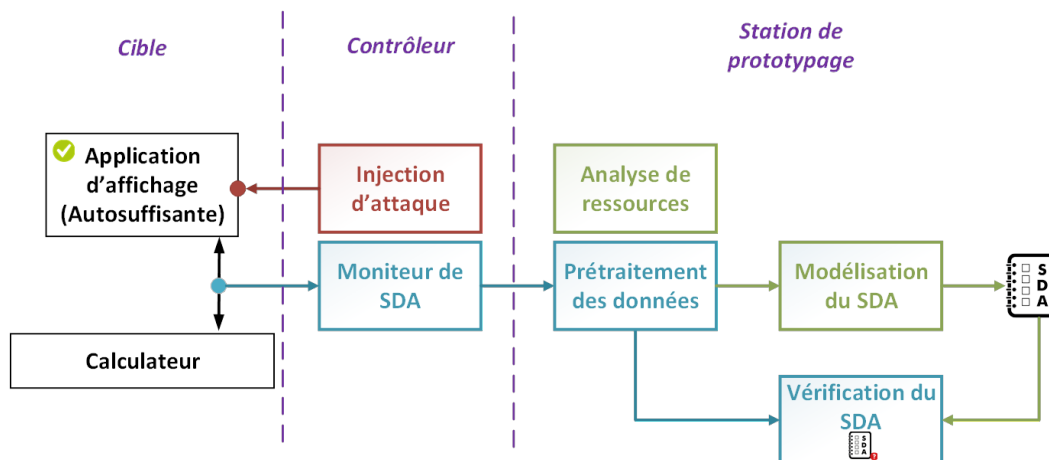 Cible
Contrôleur
Station de
prototypage
Application
d'affichage
(Autosuffisante)
Injection
d'attaque
Analyse de
ressources
Moniteur de
SDA
Prétraitement
des données
Modélisation
du SDA
S
D
A
Calculateur
Vérification du
SDA
S
D
A
?